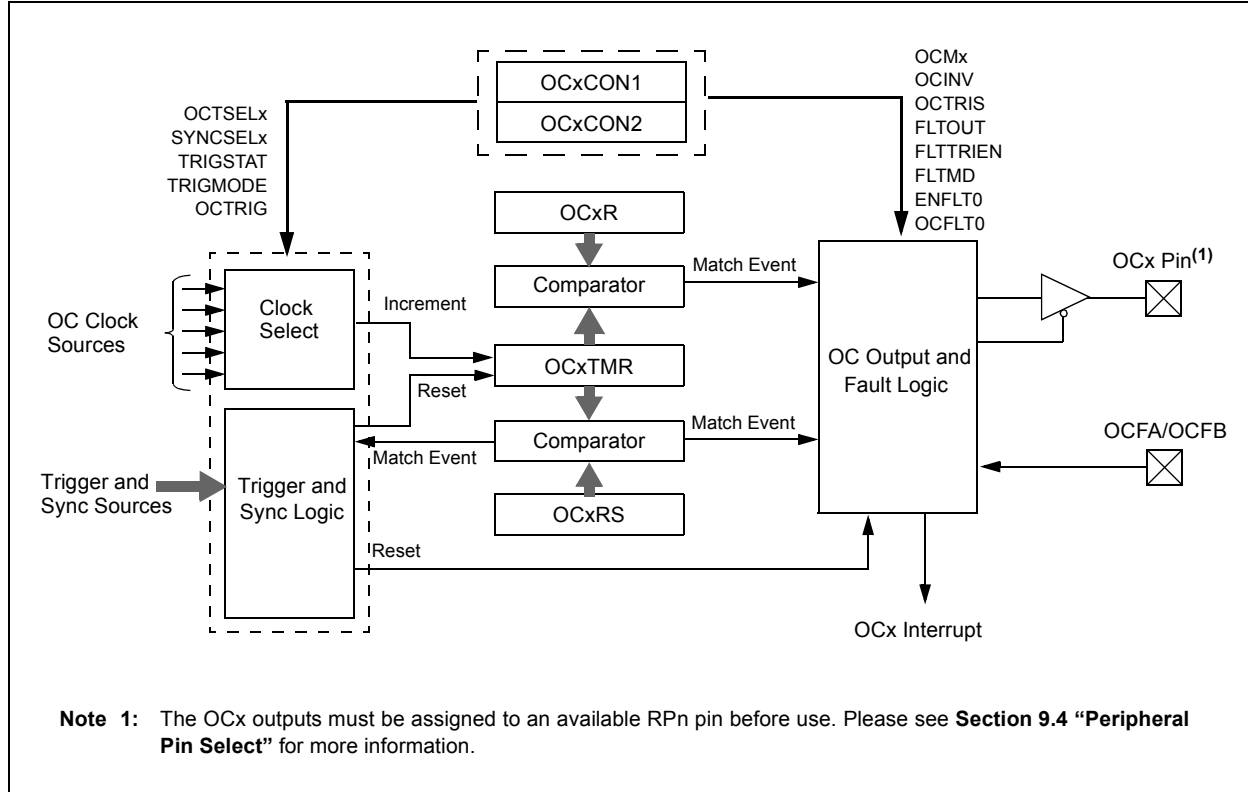 OCxCON1
OCxCON2
OCMx
OCINV
OCTRIS
FLTOUT
FLTTRIEN
FLTMD
ENFLT0
OCFLT0
OCTSELx
SYNCSELx
TRIGSTAT
TRIGMODE
OCTRIG
OCxR
Comparator
Match Event
OCx Pin(1)
OC Clock
Sources
Clock
Select
Increment
OCxTMR
Reset
OC Output and
Fault Logic
Comparator
Match Event
Match Event
OCFA/OCFB
Trigger and
Sync Sources
Trigger and
Sync Logic
OCxRS
Reset
OCx Interrupt
Note 1: The OCx outputs must be assigned to an available RPn pin before use. Please see Section 9.4 “Peripheral
Pin Select” for more information.